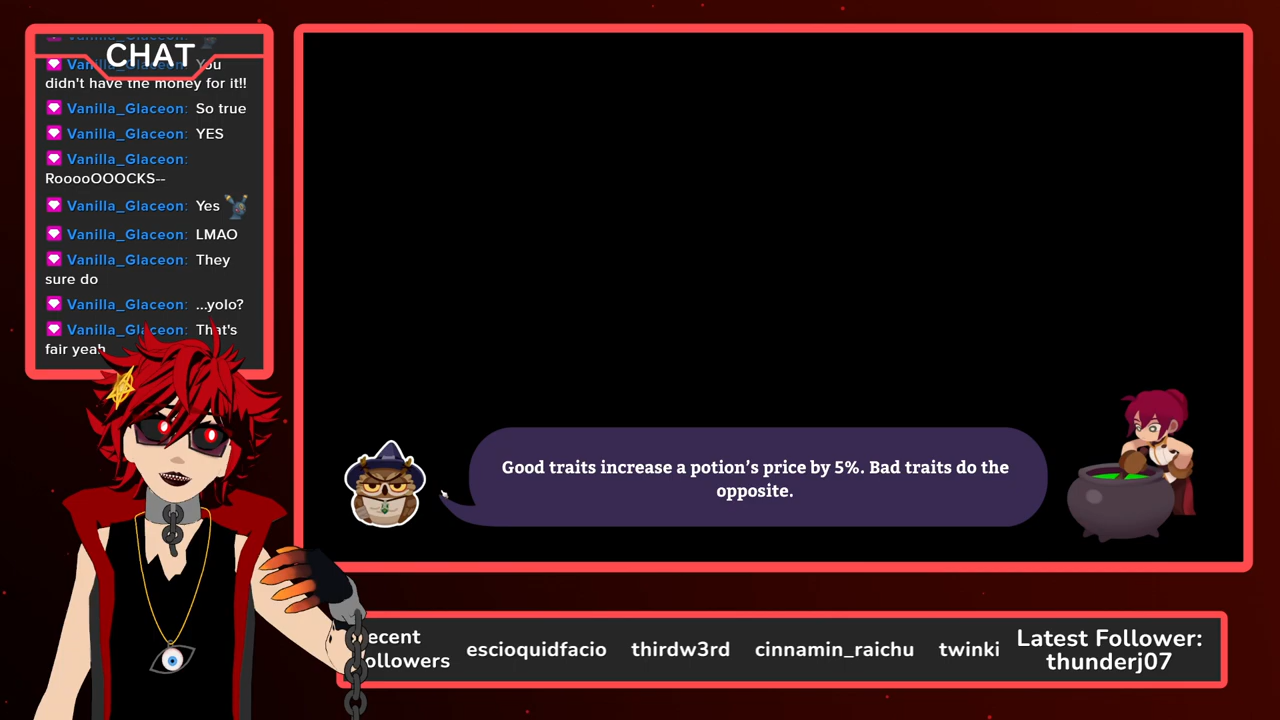 CHAT
Vanilla_Glaceon: You
didn't have the money for it!!
Vanilla_Glaceon: So true
Vanilla_Glaceon: YES
Vanilla_Glaceon:
RooooOOOCKS--
Vanilla_Glaceon: Yes
Vanilla_Glaceon: LMAO
Vanilla_Glaceon: They
sure do
Vanilla_Glaceon: ...yolo?
Vanilla_Glaceon: That's
fair yeah
Good traits increase a potion's price by 5%. Bad traits do the
opposite.
ecent
ollowers
escioquidfacio thirdw3rd cinnamin_raichu twinki
Latest Follower:
thunderj07